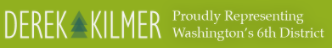 DEREK KILMER
Proudly Representing
Washington's 6th District